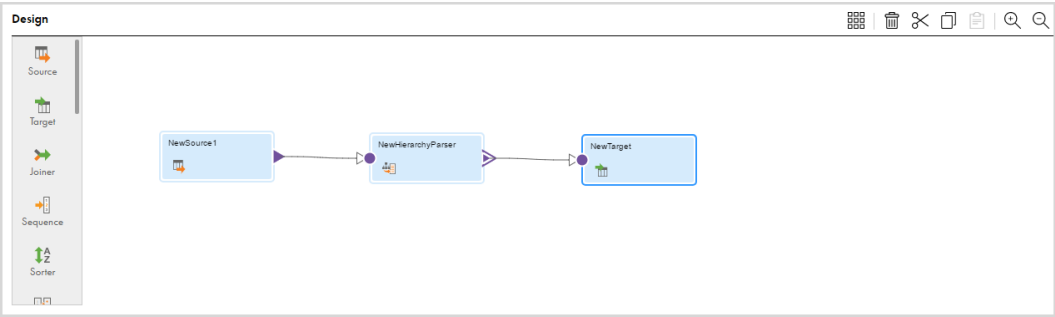 Design
Source
Target
Joiner
Sequence
A
Z
Sorter
NewSource1
NewHierarchyParser
NewTarget